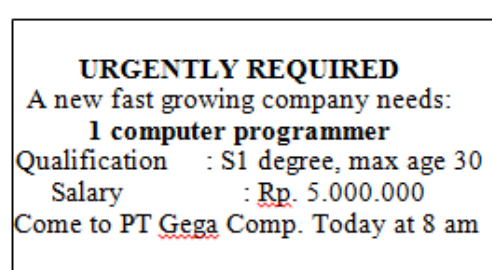 URGENTLY REQUIRED
A new fast growing company needs:
1 computer programmer
Qualification : S1 degree, max age 30
Salary : Rp. 5.000.000
Come to PT Gega Comp. Today at 8 am